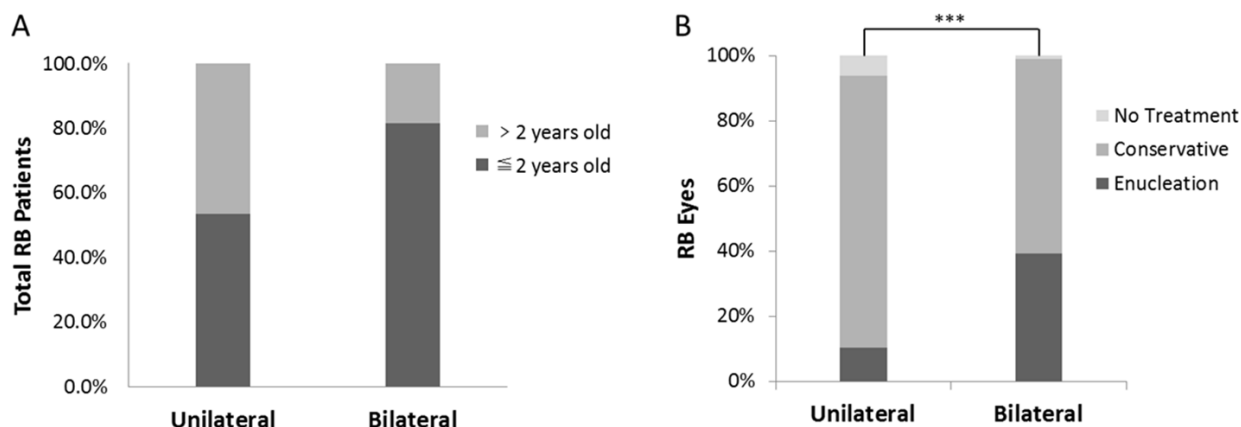 A
Total RB Patients
100.0%
80.0%
60.0%
40.0%
20.0%
0.0%
Unilateral
Bilateral
> 2 years old
≦ 2 years old
B
***
RB Eyes
100%
80%
60%
40%
20%
0%
Unilateral
Bilateral
No Treatment
Conservative
Enucleation